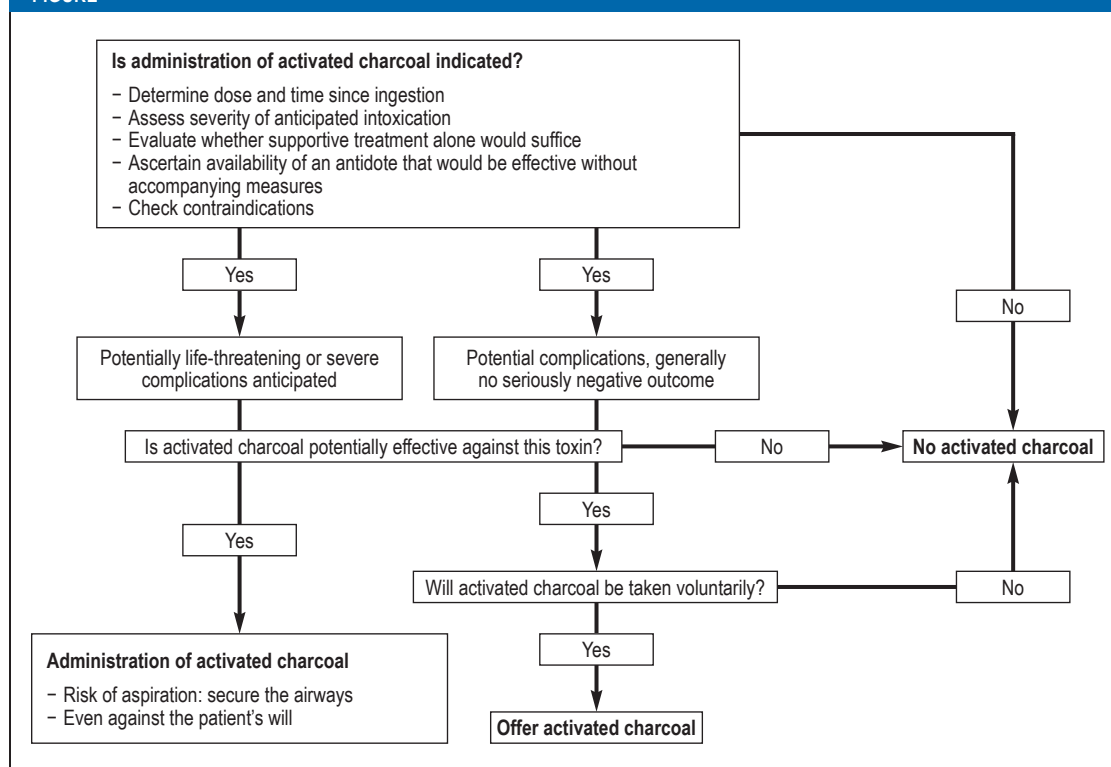 Is administration of activated charcoal indicated?
– Determine dose and time since ingestion
– Assess severity of anticipated intoxication
– Evaluate whether supportive treatment alone would suffice
– Ascertain availability of an antidote that would be effective without
accompanying measures
– Check contraindications
Yes
Yes
No
Potentially life-threatening or severe
complications anticipated
Potential complications, generally
no seriously negative outcome
Is activated charcoal potentially effective against this toxin?
No
No activated charcoal
Yes
Yes
Will activated charcoal be taken voluntarily?
No
Administration of activated charcoal
– Risk of aspiration: secure the airways
– Even against the patient’s will
Yes
Offer activated charcoal